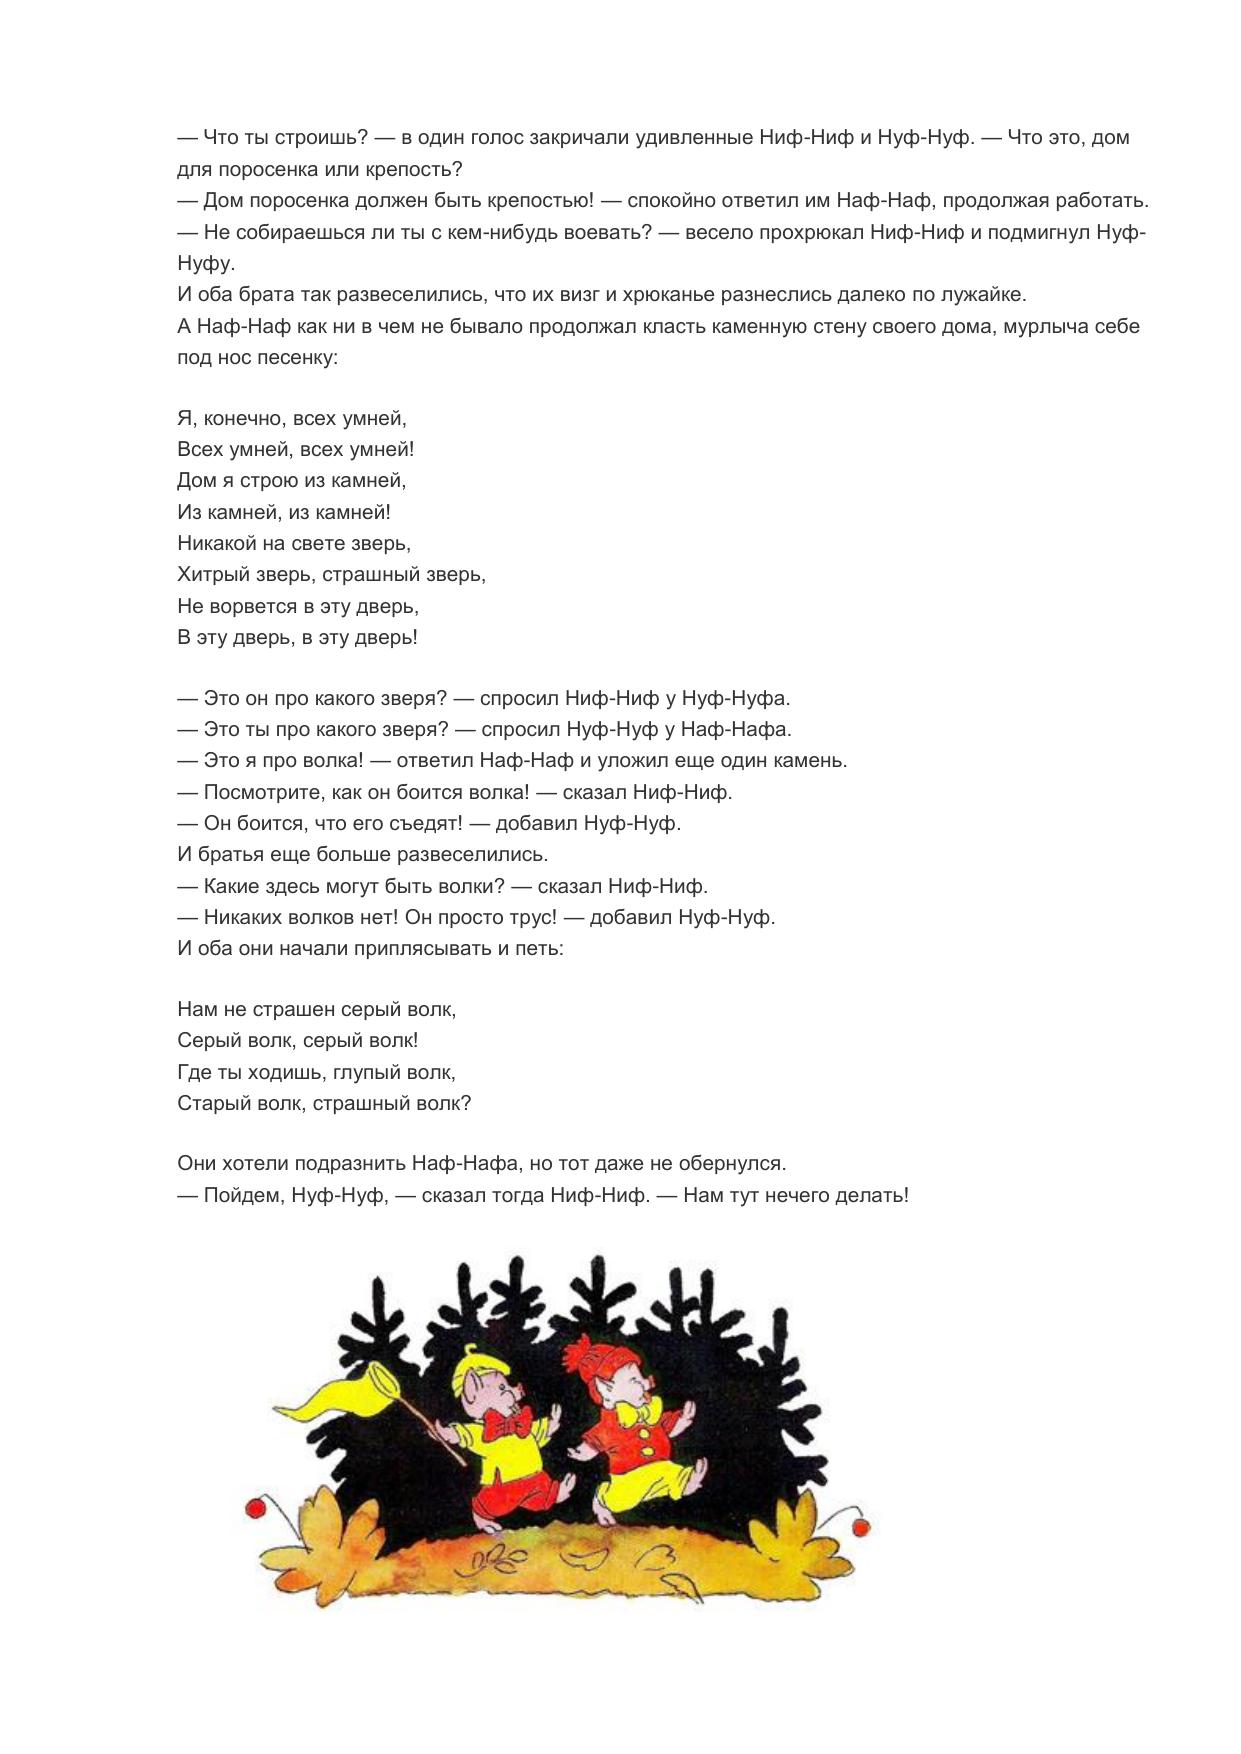 — Что ты строишь? — в один голос закричали удивленные Ниф-Ниф и Нуф-Нуф. — Что это, дом
для поросенка или крепость?
— Дом поросенка должен быть крепостью! — спокойно ответил им Наф-Наф, продолжая работать.
— Не собираешься ли ты с кем-нибудь воевать? — весело прохрюкал Ниф-Ниф и подмигнул Нуф-
Нуфу.
И оба брата так развеселились, что их визг и хрюканье разнеслись далеко по лужайке.
А Наф-Наф как ни в чем не бывало продолжал класть каменную стену своего дома, мурлыча себе
под нос песенку:
Я, конечно, всех умней,
Всех умней, всех умней!
Дом я строю из камней,
Из камней, из камней!
Никакой на свете зверь,
Хитрый зверь, страшный зверь,
Не ворвется в эту дверь,
В эту дверь, в эту дверь!
— Это он про какого зверя? — спросил Ниф-Ниф у Нуф-Нуфа.
— Это ты про какого зверя? — спросил Нуф-Нуф у Наф-Нафа.
— Это я про волка! — ответил Наф-Наф и уложил еще один камень.
— Посмотрите, как он боится волка! — сказал Ниф-Ниф.
— Он боится, что его съедят! — добавил Нуф-Нуф.
И братья еще больше развеселились.
— Какие здесь могут быть волки? — сказал Ниф-Ниф.
— Никаких волков нет! Он просто трус! — добавил Нуф-Нуф.
И оба они начали приплясывать и петь:
Нам не страшен серый волк,
Серый волк, серый волк!
Где ты ходишь, глупый волк,
Старый волк, страшный волк?
Они хотели подразнить Наф-Нафа, но тот даже не обернулся.
— Пойдем, Нуф-Нуф, — сказал тогда Ниф-Ниф. — Нам тут нечего делать!